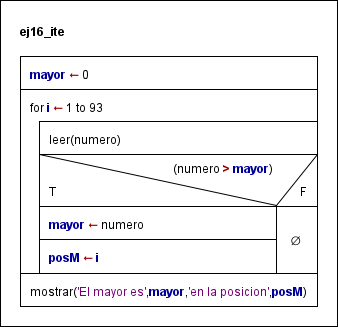 ej16_ite
mayor ← 0
for i ← 1 to 93
leer(numero)
(numero > mayor)
T F
mayor ← numero
∅
posM ← i
mostrar('El mayor es',mayor,'en la posicion',posM)